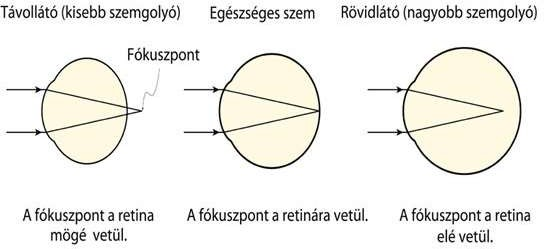 Távollátó (kisebb szemgolyó)
Egészséges szem
Rövidlátó (nagyobb szemgolyó)
Fókuszpont
A fókuszpont a retina
mögé vetül.
A fókuszpont a retinára vetül.
A fókuszpont a retina
elé vetül.